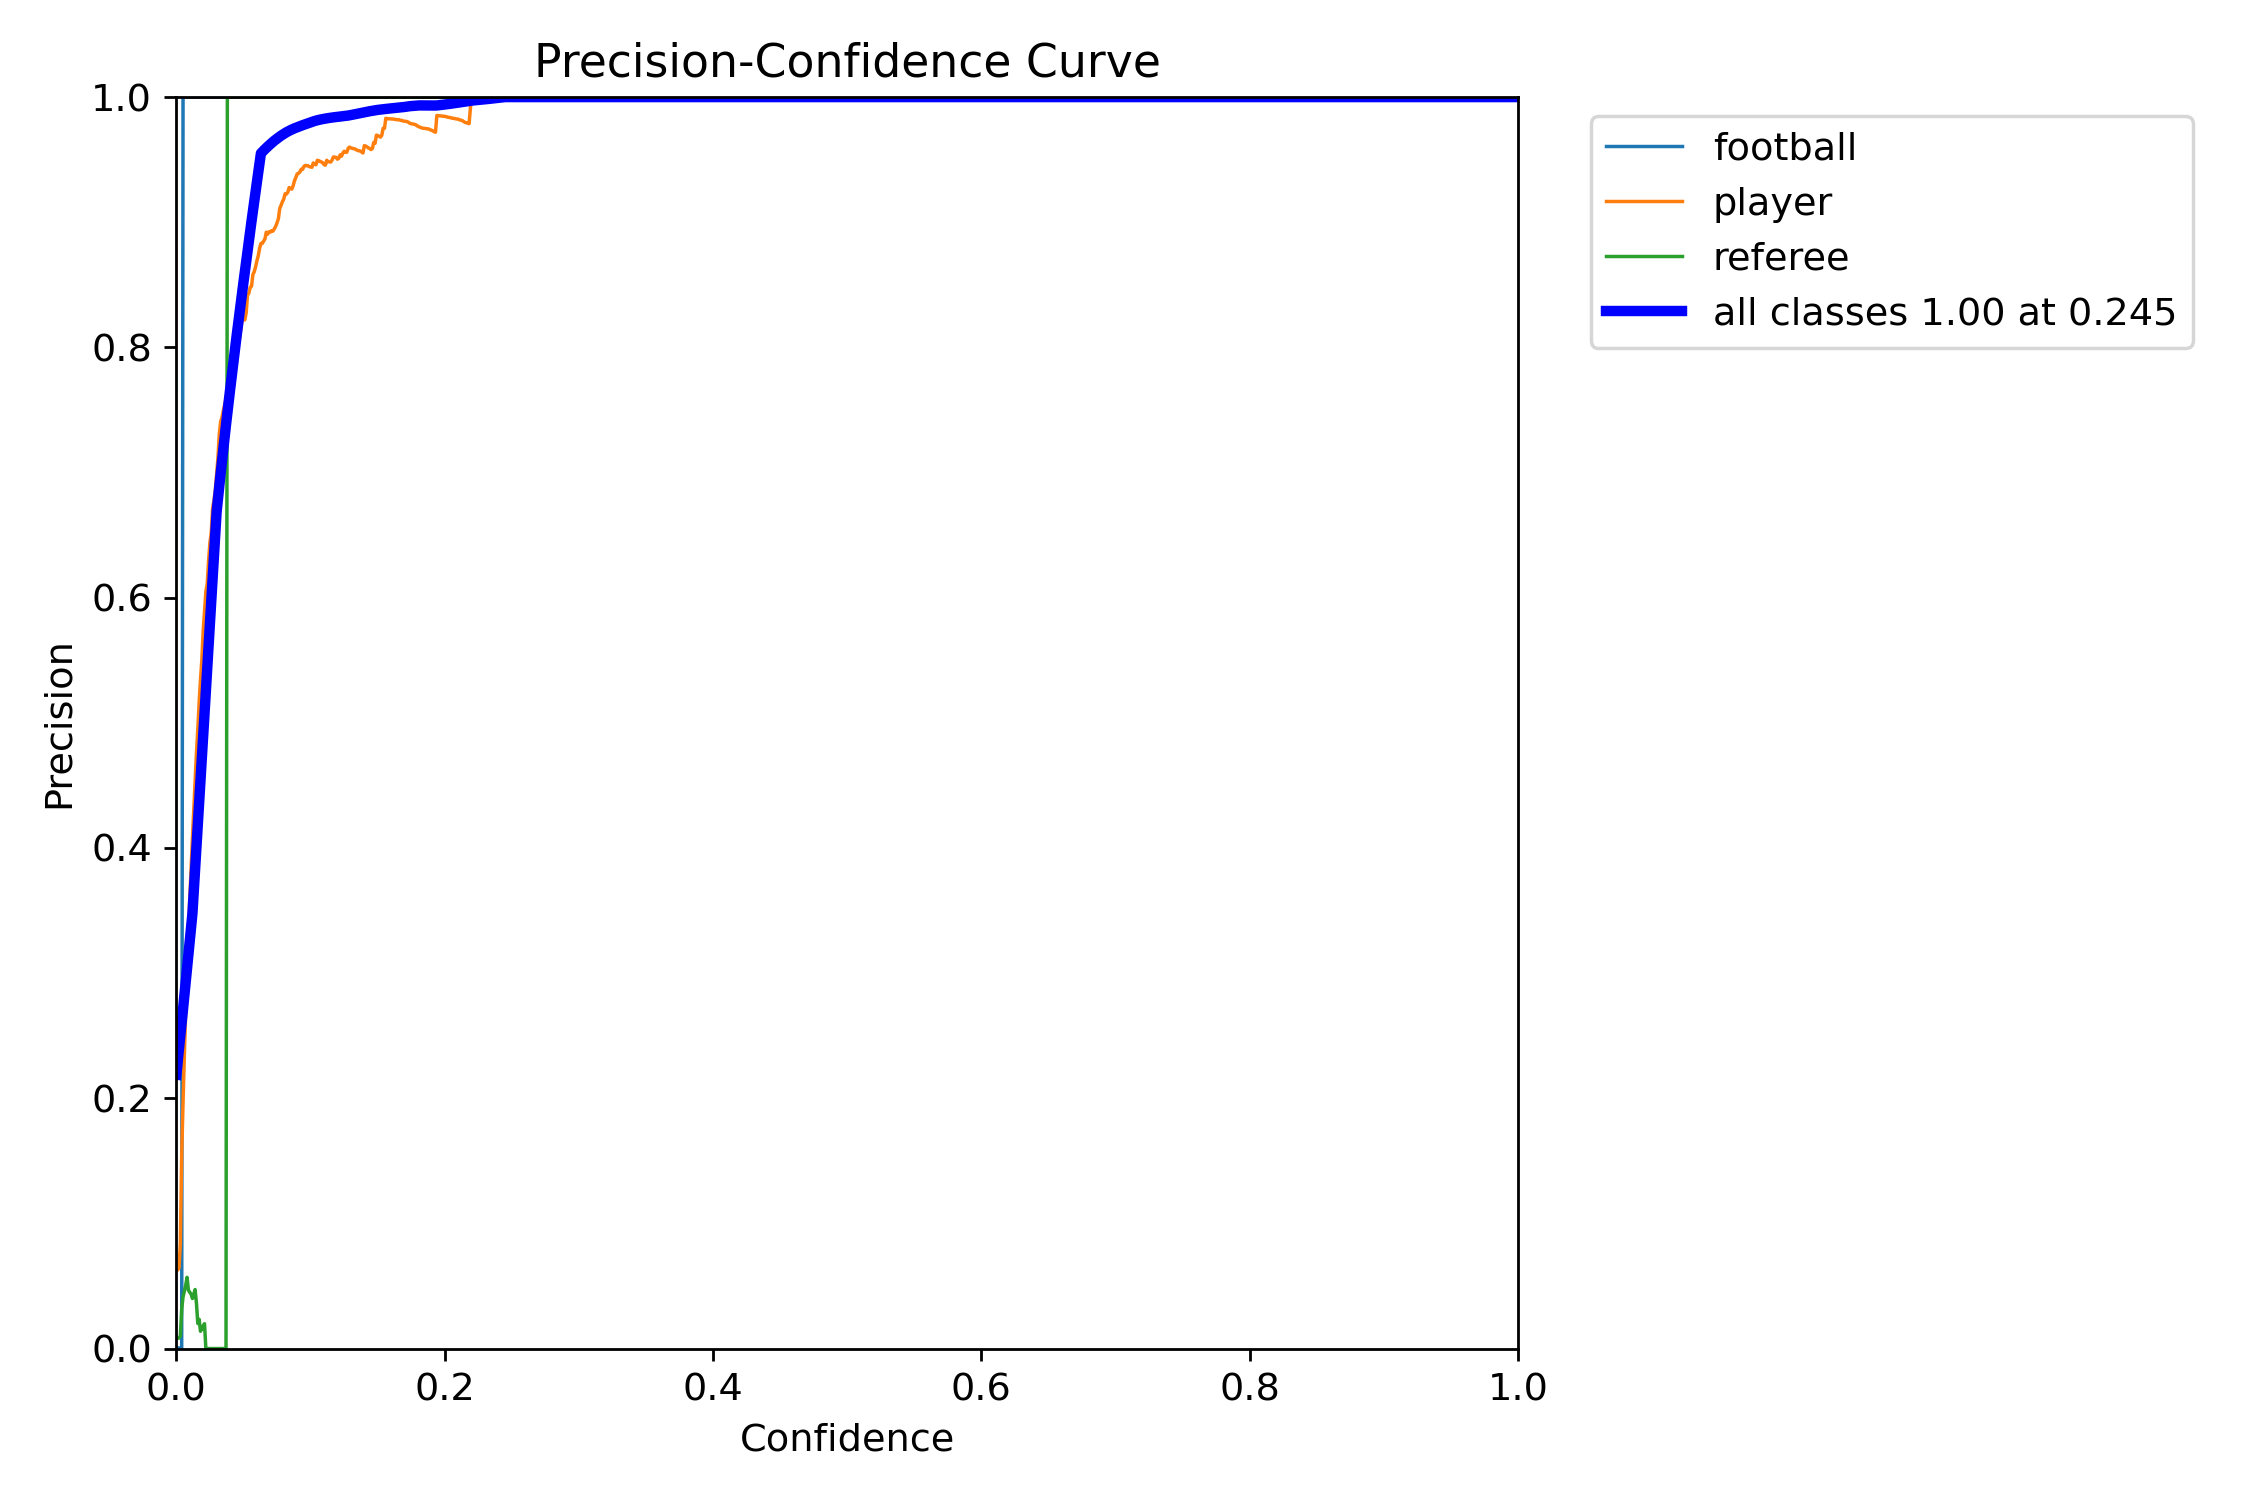 Precision-Confidence Curve
1.0
0.8
0.6
0.4
0.2
0.0
Precision
0.0 0.2 0.4 0.6 0.8 1.0
Confidence
football
player
referee
all classes 1.00 at 0.245